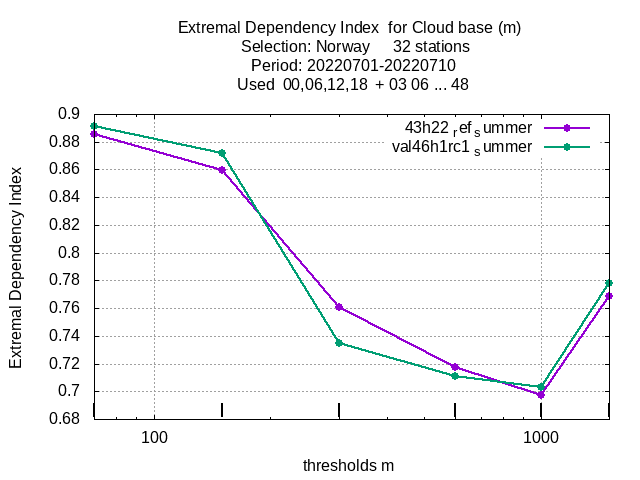 Extremal Dependency Index for Cloud base (m)
Selection: Norway 32 stations
Period: 20220701-20220710
Used 00,06,12,18 + 03 06 ... 48
43h22 ref summer
val46h1rc1 summer
0.9
0.88
0.86
0.84
0.82
0.8
0.78
0.76
0.74
0.72
0.7
0.68
Extremal Dependency Index
100 1000
thresholds m